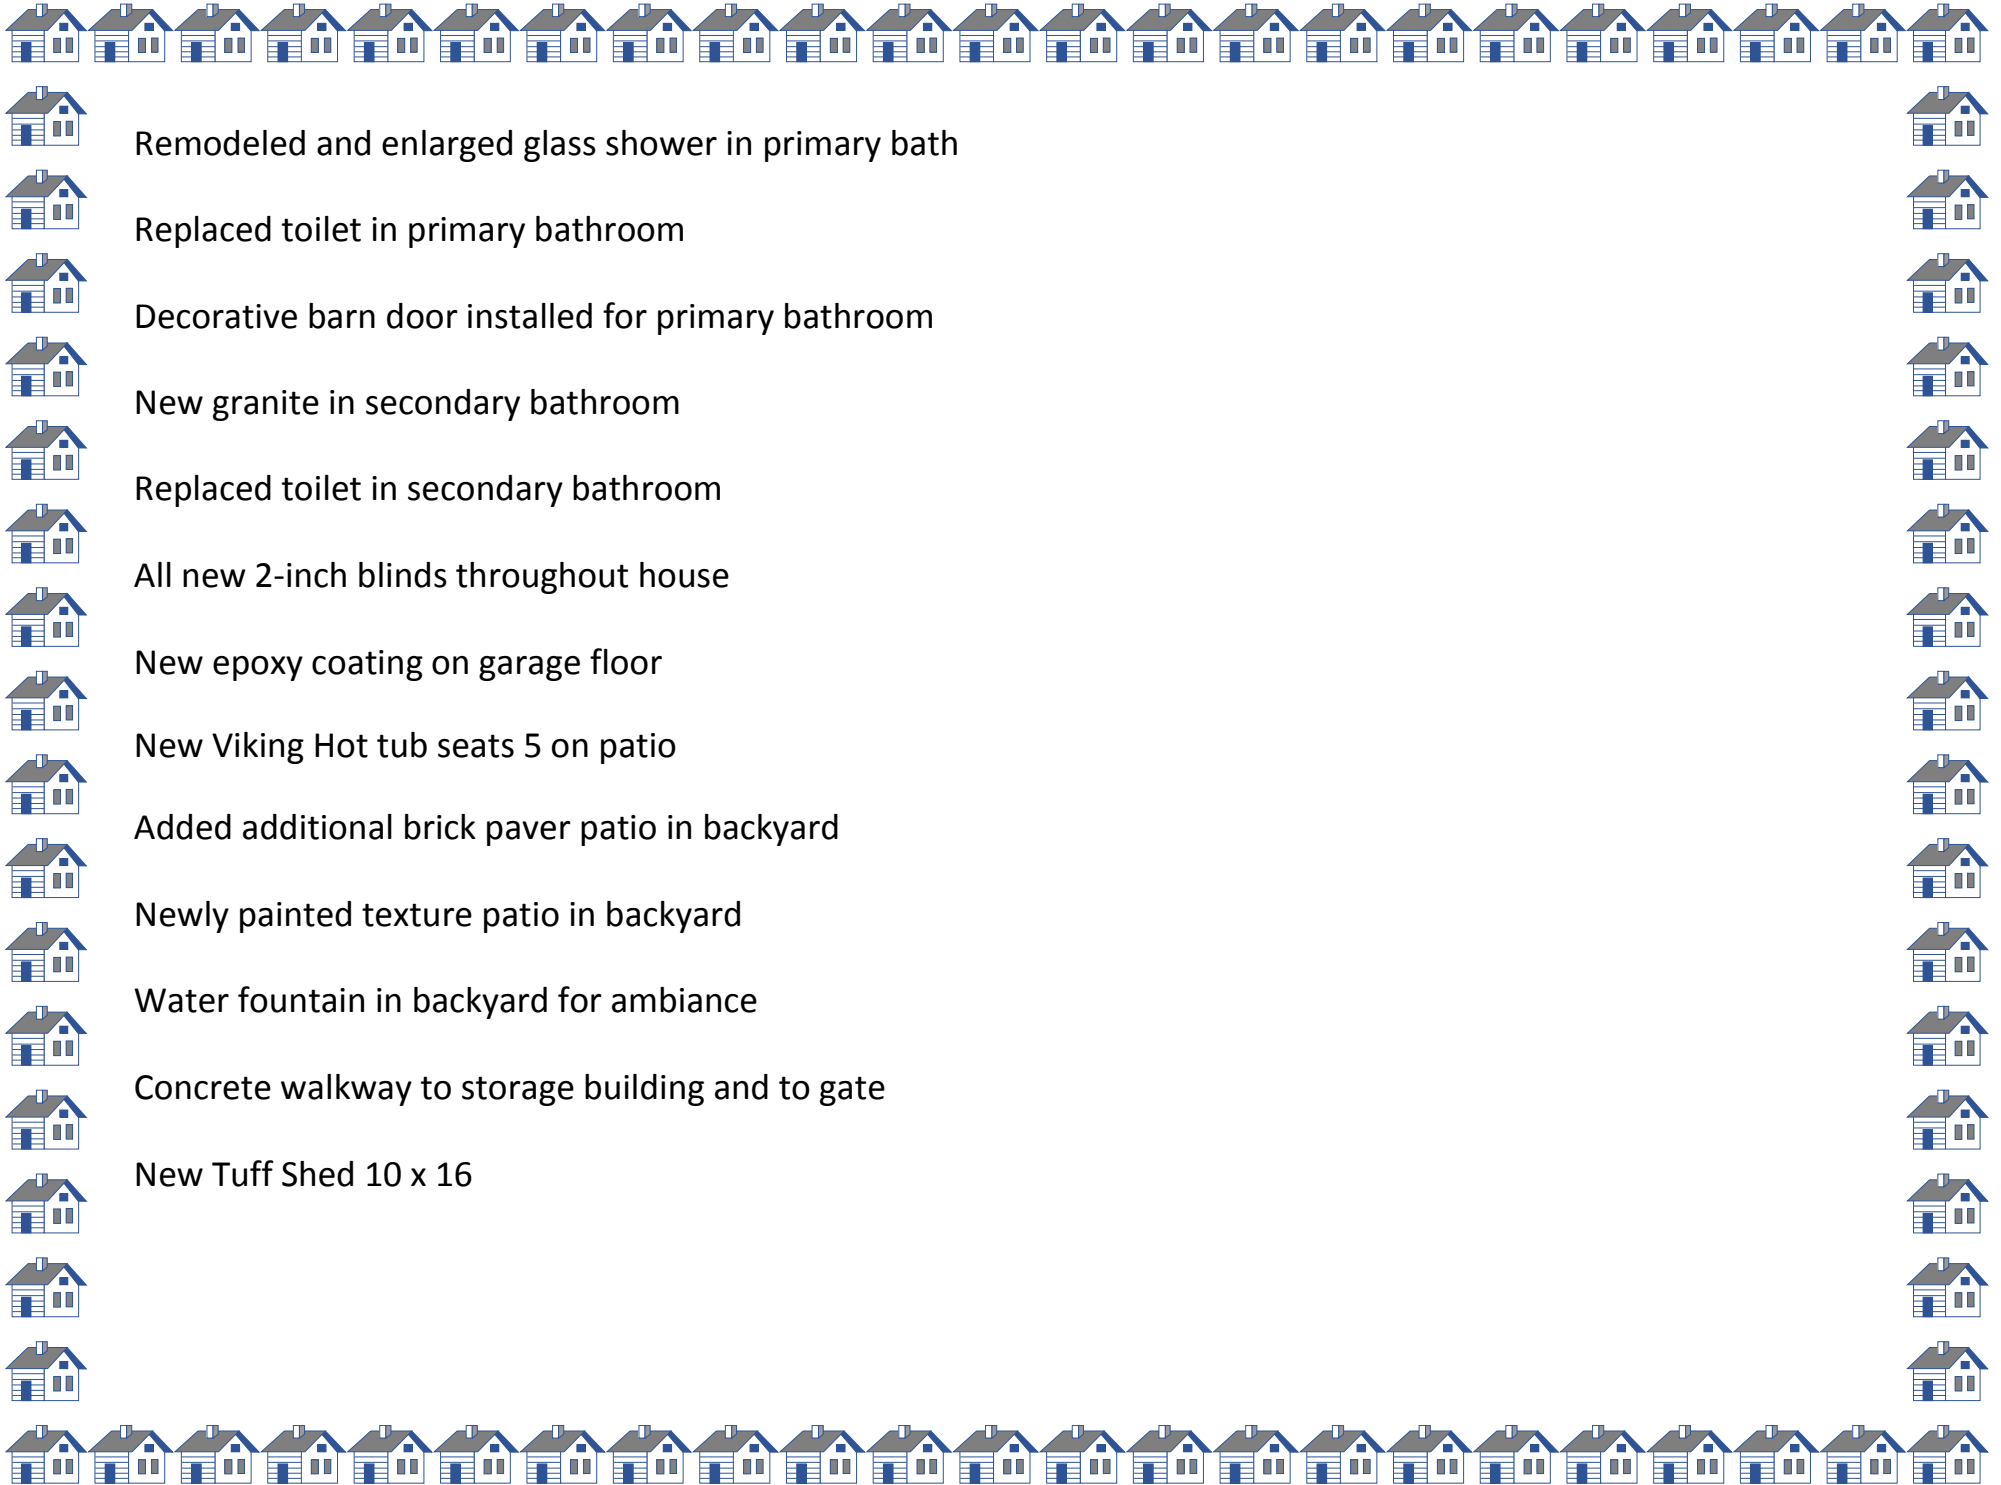 Remodeled and enlarged glass shower in primary bath
Replaced toilet in primary bathroom
Decorative barn door installed for primary bathroom
New granite in secondary bathroom
Replaced toilet in secondary bathroom
All new 2-inch blinds throughout house
New epoxy coating on garage floor
New Viking Hot tub seats 5 on patio
Added additional brick paver patio in backyard
Newly painted texture patio in backyard
Water fountain in backyard for ambiance
Concrete walkway to storage building and to gate
New Tuff Shed 10 x 16